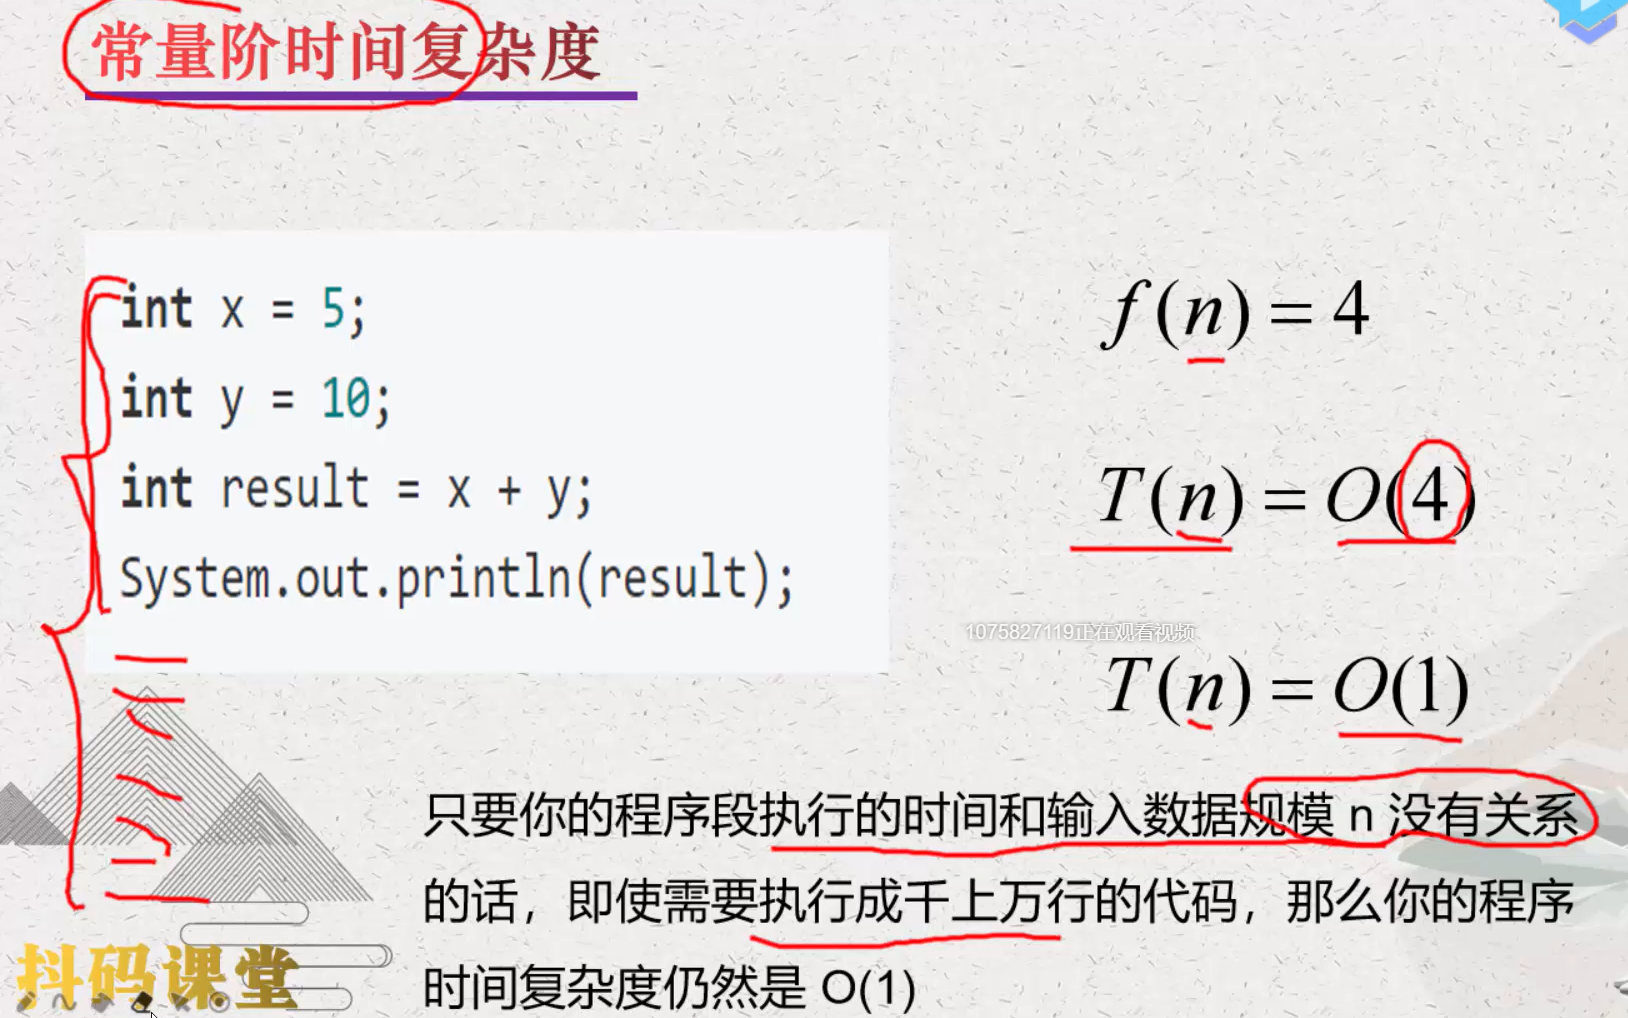 常量阶时间复杂度
int x = 5;
int y = 10;
int result = x + y;
System.out.println(result);
f(n) = 4
T(n) = O(4)
1075827119正在观看视频
T(n) = O(1)
只要你的程序段执行的时间和输入数据规模 n 没有关系
的话，即使需要执行成千上万行的代码，那么你的程序
时间复杂度仍然是 O(1)
抖码课堂